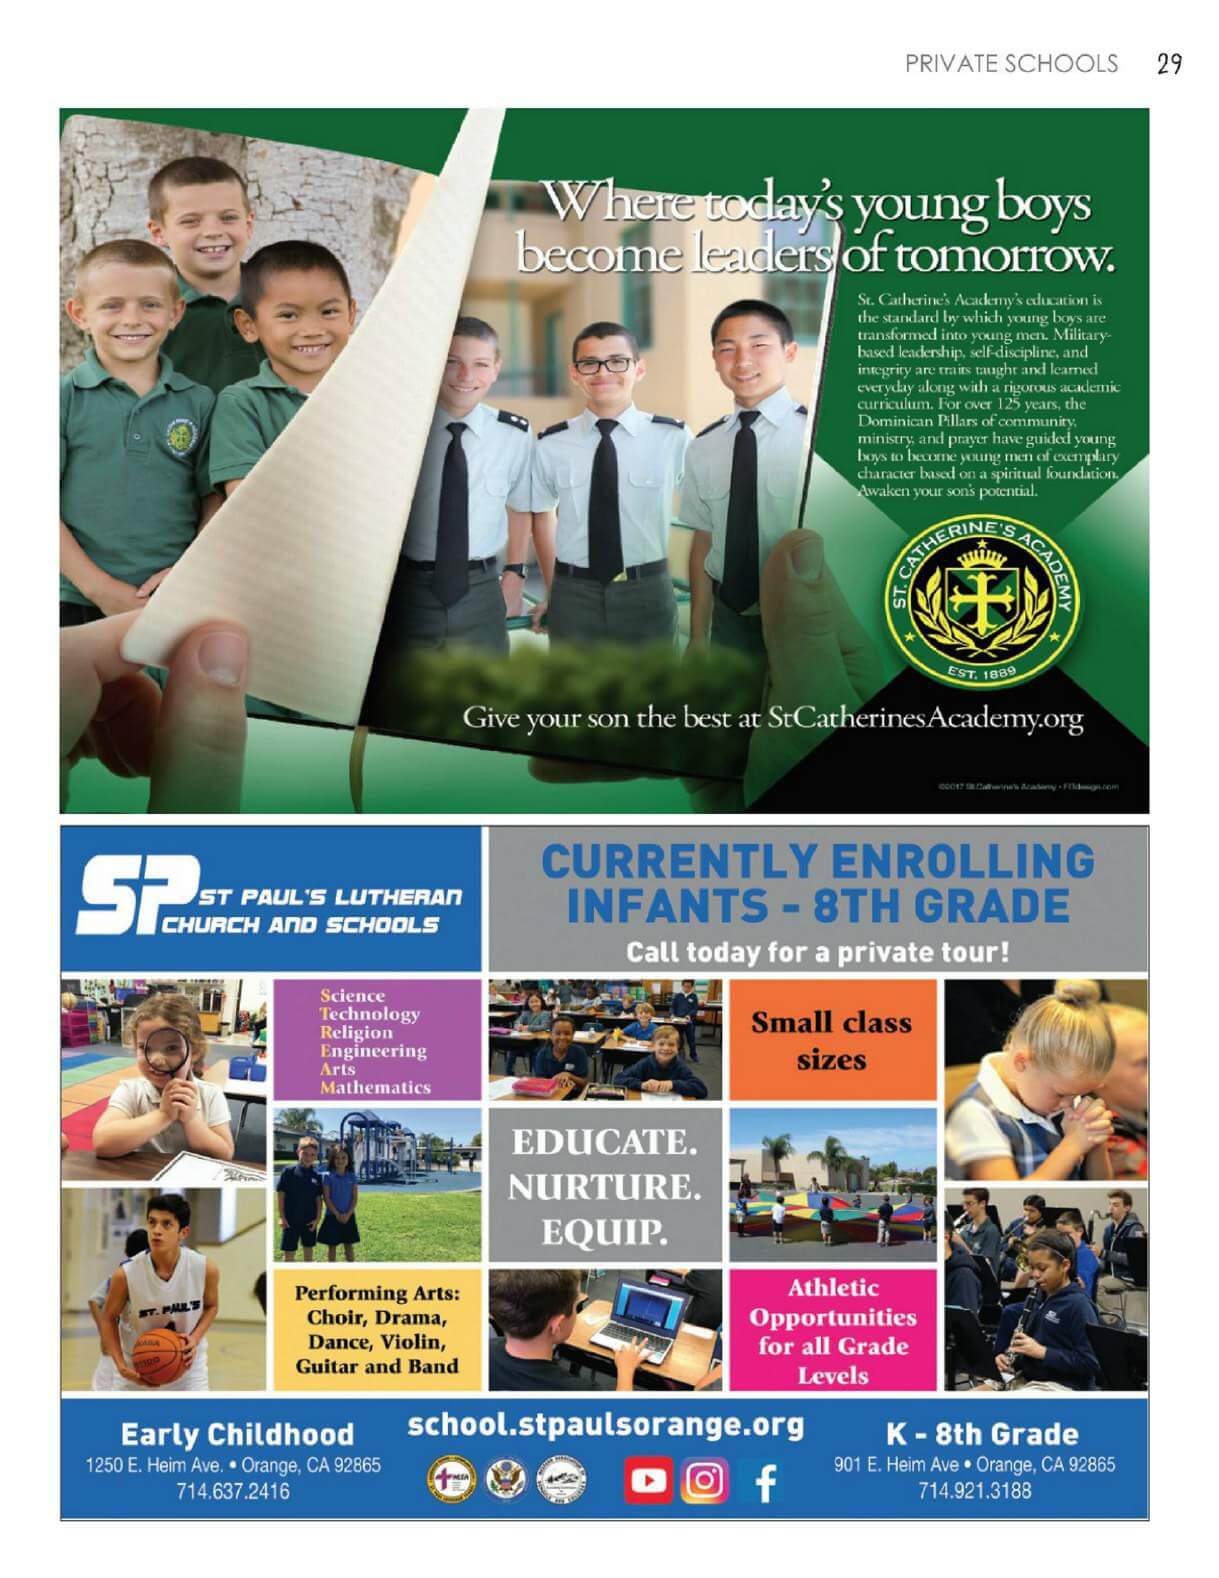 PRIVATE SCHOOLS 29
Where today's young boys
become leaders of tomorrow.
St. Catherine's Academy's education is
the standard by which young boys are
transformed into young men. Military-
based leadership, self-discipline, and
integrity are traits taught and learned
everyday along with a rigorous academic
curriculum. For over 125 years, the
Dominican Pillars of community,
ministry, and prayer have guided young
boys to become young men of exemplary
character based on a spiritual foundation.
Awaken your son's potential.
ST. CATHERINE'S ACADEMY
EST. 1889
Give your son the best at StCatherinesAcademy.org
©2017 St.Catherine's Academy •
SP ST PAUL'S LUTHERAN
CHURCH AND SCHOOLS
CURRENTLY ENROLLING
INFANTS - 8TH GRADE
Call today for a private tour!
Science
Technology
Religion
Engineering
Arts
Mathematics
Small class
sizes
EDUCATE.
NURTURE.
EQUIP.
ST. PAUL'S
Performing Arts:
Choir, Drama,
Dance, Violin,
Guitar and Band
Athletic
Opportunities
for all Grade
Levels
Early Childhood
1250 E. Heim Ave. • Orange, CA 92865
714.637.2416
school.stpaulsorange.org
K - 8th Grade
901 E. Heim Ave • Orange, CA 92865
714.921.3188